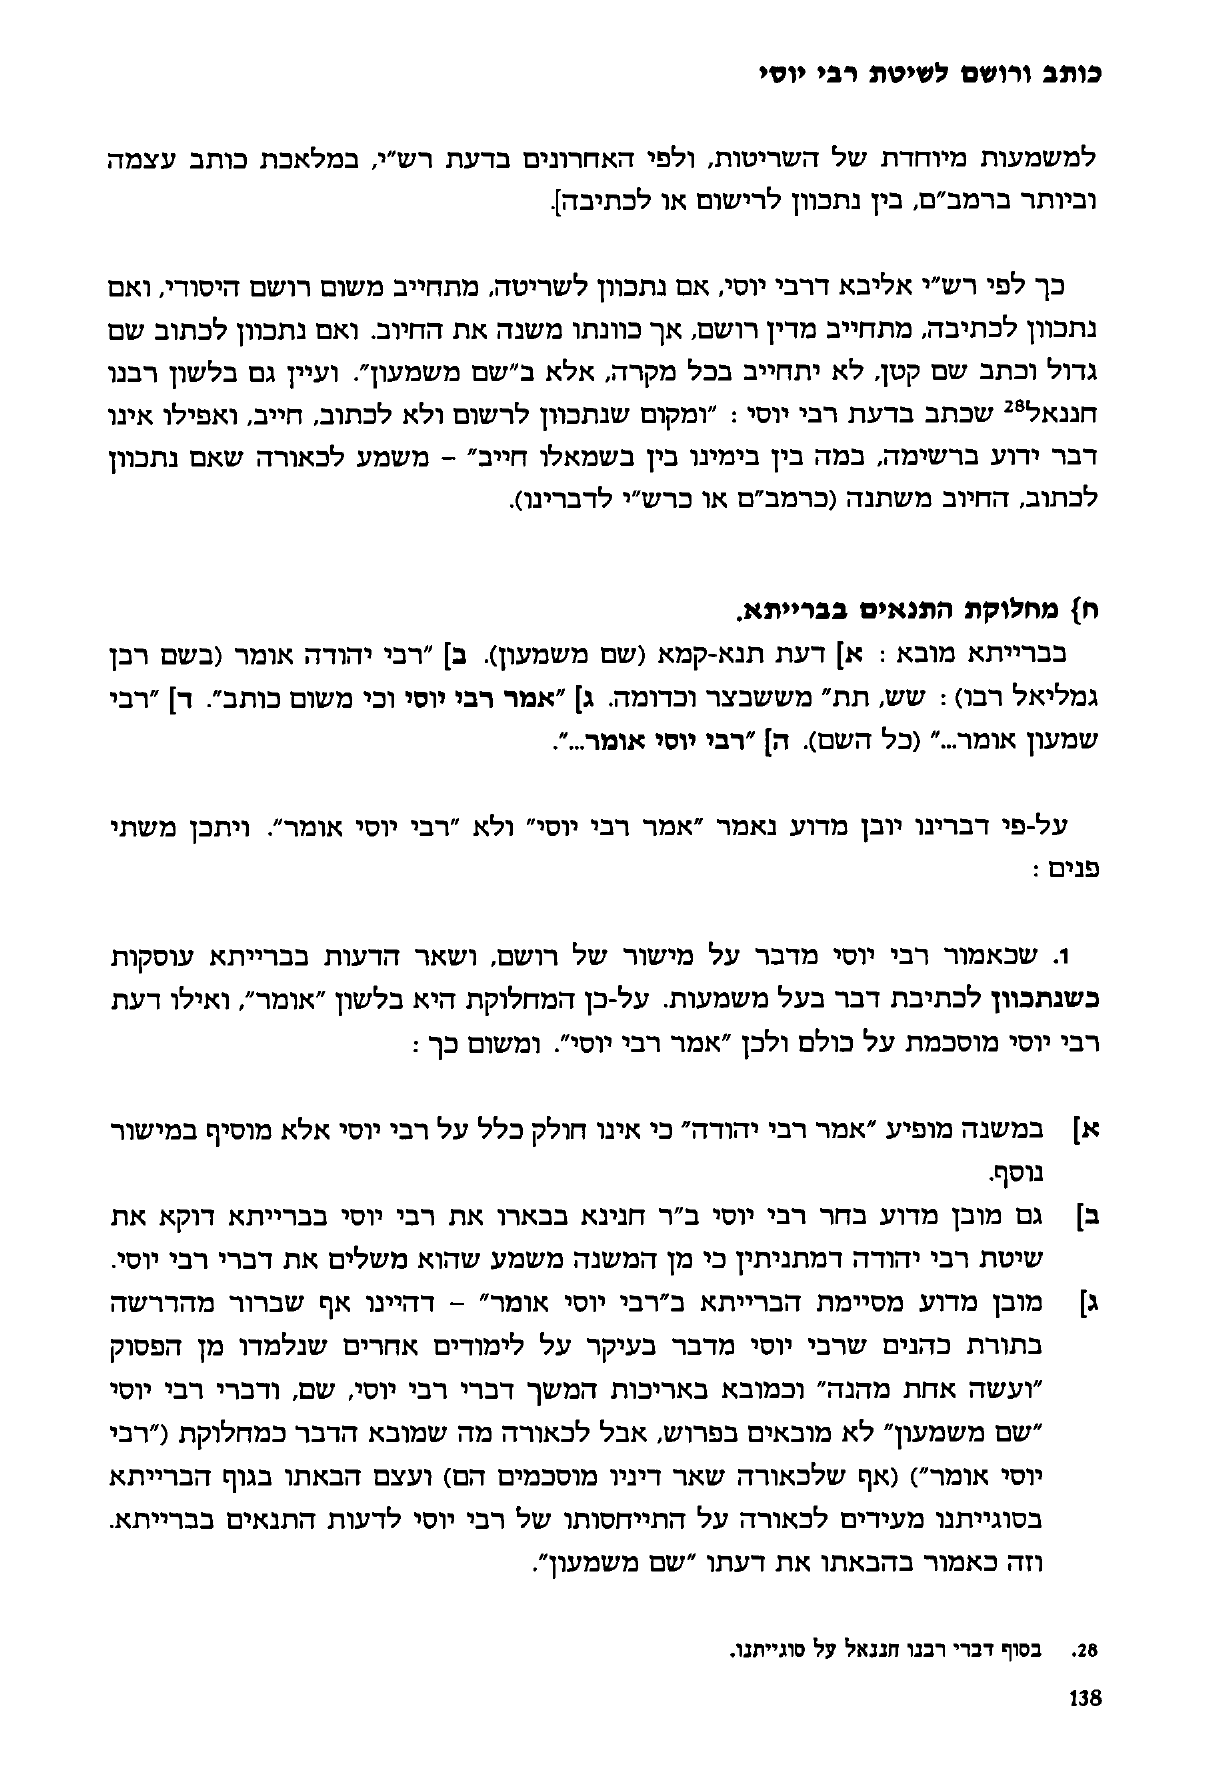 כותב ורושם לשיטת רבי יוסי
למשמעות מיוחדת של השריטות, ולפי האחרונים בדעת רש"י, במלאכת כותב עצמה
וביותר ברמב"ם, בין נתכוון לרישום או לכתיבה].
כך לפי רש"י אליבא דרבי יוסי, אם נתכוון לשריטה, מתחייב משום רושם היסודי, ואם
נתכוון לכתיבה, מתחייב מדין רושם, אך כוונתו משנה את החיוב. ואם נתכוון לכתוב שם
גדול וכתב שם קטן, לא יתחייב בכל מקרה, אלא ב"שם משמעון". ועיין גם בלשון רבנו
חננאל28 שכתב בדעת רבי יוסי : "ומקום שנתכוון לרשום ולא לכתוב, חייב, ואפילו אינו
דבר ידוע ברשימה, במה בין בימינו בין בשמאלו חייב" – משמע לכאורה שאם נתכוון
לכתוב, החיוב משתנה (כרמב"ם או כרש"י לדברינו).
ח} מחלוקת התנאים בברייתא.
בברייתא מובא : א] דעת תנא-קמא (שם משמעון). ב] "רבי יהודה אומר (בשם רבן
גמליאל רבו) : שש, תת" מששבצר וכדומה. ג] "אמר רבי יוסי וכי משום כותב". ד] "רבי
שמעון אומר..." (כל השם). ה] "רבי יוסי אומר...".
על-פי דברינו יובן מדוע נאמר "אמר רבי יוסי" ולא "רבי יוסי אומר". ויתכן משתי
פנים :
1. שכאמור רבי יוסי מדבר על מישור של רושם, ושאר הדעות בברייתא עוסקות
כשנתכוון לכתיבת דבר בעל משמעות. על-כן המחלוקת היא בלשון "אומר", ואילו דעת
רבי יוסי מוסכמת על כולם ולכן "אמר רבי יוסי". ומשום כך :
א] במשנה מופיע "אמר רבי יהודה" כי אינו חולק כלל על רבי יוסי אלא מוסיף במישור
נוסף.
ב] גם מובן מדוע בחר רבי יוסי ב"ר חנינא בבארו את רבי יוסי בברייתא דוקא את
שיטת רבי יהודה דמתניתין כי מן המשנה משמע שהוא משלים את דברי רבי יוסי.
ג] מובן מדוע מסיימת הברייתא ב"רבי יוסי אומר" – דהיינו אף שברור מהדרשה
בתורת כהנים שרבי יוסי מדבר בעיקר על לימודים אחרים שנלמדו מן הפסוק
"ועשה אחת מהנה" וכמובא באריכות המשך דברי רבי יוסי, שם, ודברי רבי יוסי
"שם משמעון" לא מובאים בפרוש, אבל לכאורה מה שמובא הדבר כמחלוקת ("רבי
יוסי אומר") (אף שלכאורה שאר דיניו מוסכמים הם) ועצם הבאתו בגוף הברייתא
בסוגייתנו מעידים לכאורה על התייחסותו של רבי יוסי לדעות התנאים בברייתא.
וזה כאמור בהבאתו את דעתו "שם משמעון".
28. בסוף דברי רבנו חננאל על סוגייתנו.
138